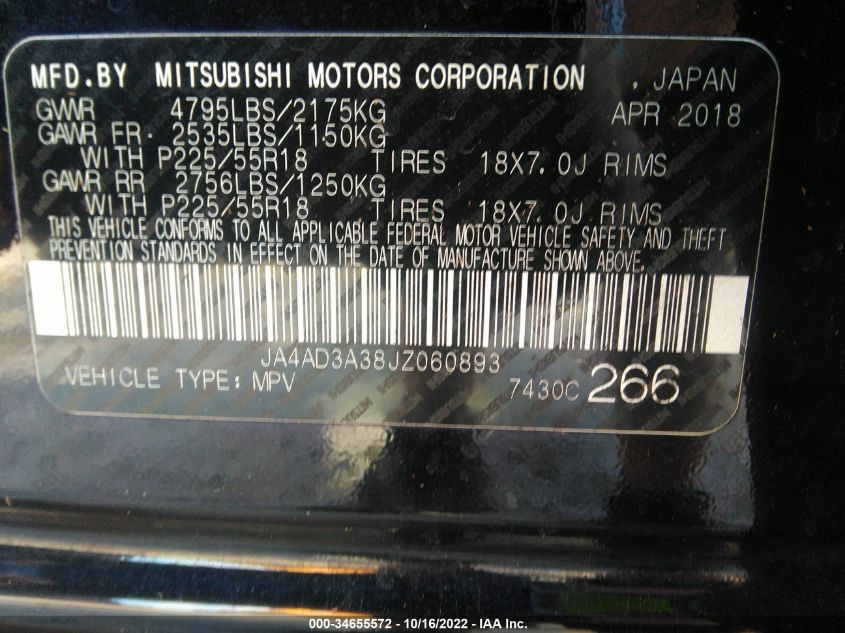 MFD.BY MITSUBISHI MOTORS CORPORATION , JAPAN
GVWR 4795LBS/2175KG APR 2018
GAWR FR. 2535LBS/1150KG
WITH P225/55R18 TIRES 18X7.0J RIMS
GAWR RR 2756LBS/1250KG
WITH P225/55R18 TIRES 18X7.0J RIMS
THIS VEHICLE CONFORMS TO ALL APPLICABLE FEDERAL MOTOR VEHICLE SAFETY AND THEFT
PREVENTION STANDARDS IN EFFECT ON THE DATE OF MANUFACTURE SHOWN ABOVE.
JA4AD3A38JZ060893
VEHICLE TYPE: MPV 7430C 266
000-34655572 - 10/16/2022 - IAA Inc.